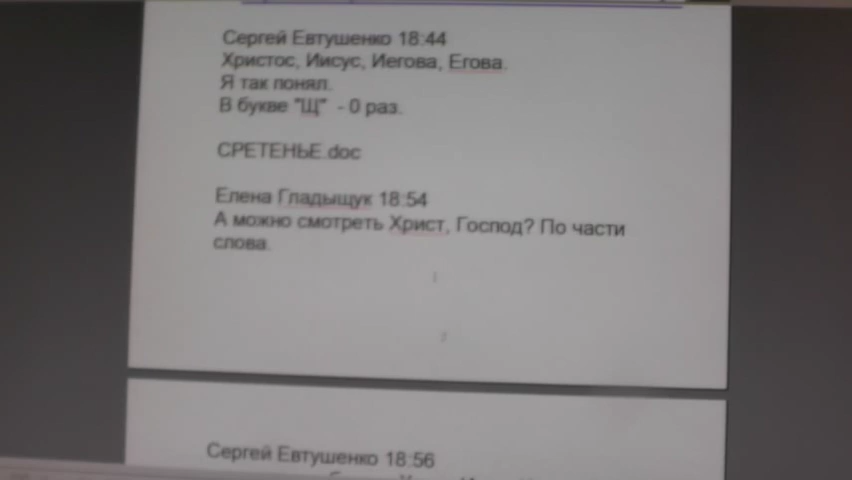 Сергей Евтушенко 18:44
Христос, Иисус, Иегова, Егова.
Я так понял.
В букве "Щ" - 0 раз.
СРЕТЕНЬЕ.doc
Елена Гладыщук 18:54
А можно смотреть Христ, Господ? По части
слова.
Сергей Евтушенко 18:56